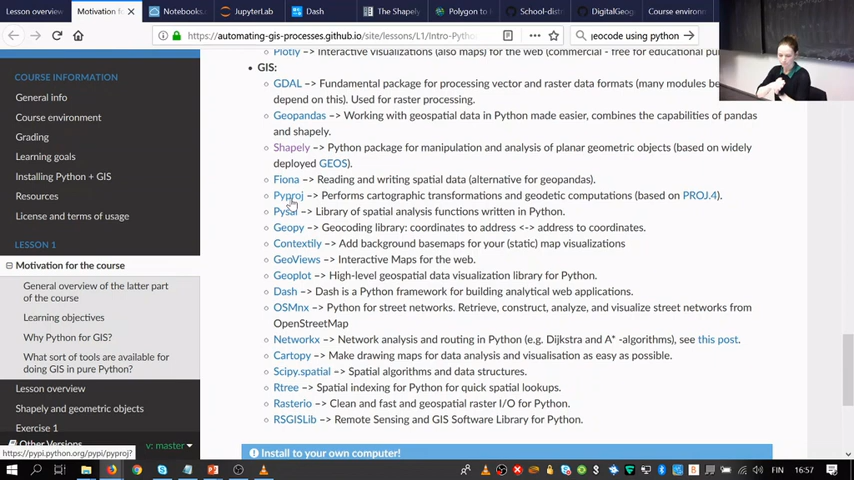 Lesson overview
Motivation for t
Notebooks.
JupyterLab
Dash
The Shapely
Polygon to
School-dist
DigitalGeog
Course environ
https://automating-gis-processes.github.io/site/lessons/L1/Intro-Pytho
geocode using python
Plotly –> Interactive visualizations (also maps) for the web (commercial - free for educational pu
GIS:
GDAL –> Fundamental package for processing vector and raster data formats (many modules be
depend on this). Used for raster processing.
Geopandas –> Working with geospatial data in Python made easier, combines the capabilities of pandas
and shapely.
Shapely –> Python package for manipulation and analysis of planar geometric objects (based on widely
deployed GEOS).
Fiona –> Reading and writing spatial data (alternative for geopandas).
Pyproj –> Performs cartographic transformations and geodetic computations (based on PROJ.4).
Pysal –> Library of spatial analysis functions written in Python.
Geopy –> Geocoding library: coordinates to address <-> address to coordinates.
Contextily –> Add background basemaps for your (static) map visualizations
GeoViews –> Interactive Maps for the web.
Geoplot –> High-level geospatial data visualization library for Python.
Dash –> Dash is a Python framework for building analytical web applications.
OSMnx –> Python for street networks. Retrieve, construct, analyze, and visualize street networks from
OpenStreetMap
Networkx –> Network analysis and routing in Python (e.g. Dijkstra and A* -algorithms), see this post.
Cartopy –> Make drawing maps for data analysis and visualisation as easy as possible.
Scipy.spatial –> Spatial algorithms and data structures.
Rtree –> Spatial indexing for Python for quick spatial lookups.
Rasterio –> Clean and fast and geospatial raster I/O for Python.
RSGISLib –> Remote Sensing and GIS Software Library for Python.
Install to your own computer!
COURSE INFORMATION
General info
Course environment
Grading
Learning goals
Installing Python + GIS
Resources
License and terms of usage
LESSON 1
Motivation for the course
General overview of the latter part
of the course
Learning objectives
Why Python for GIS?
What sort of tools are available for
doing GIS in pure Python?
Lesson overview
Shapely and geometric objects
Exercise 1
Other Versions
v: master
https://pypi.python.org/pypi/pyproj?
FIN
16:57